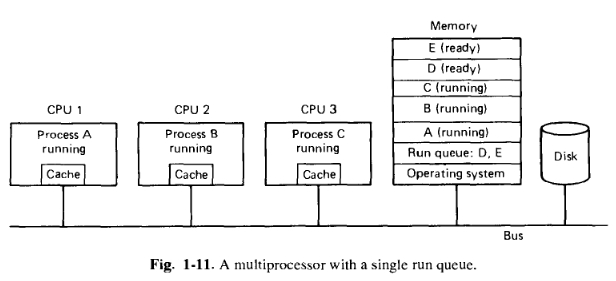 Memory
E (ready)
D (ready)
C (running)
B (running)
A (running)
Run queue: D, E
Operating system
CPU 1
Process A
running
Cache
CPU 2
Process B
running
Cache
CPU 3
Process C
running
Cache
Disk
Bus
Fig. 1-11. A multiprocessor with a single run queue.